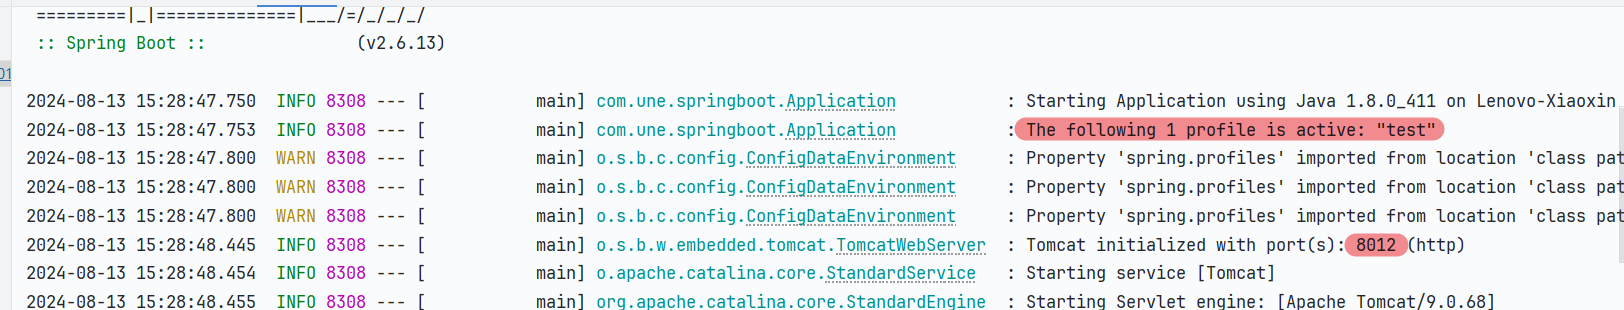 =========|_|==============|___/=/_/_/_/
:: Spring Boot ::               (v2.6.13)
01
2024-08-13 15:28:47.750  INFO 8308 --- [           main] com.une.springboot.Application           : Starting Application using Java 1.8.0_411 on Lenovo-Xiaoxin
2024-08-13 15:28:47.753  INFO 8308 --- [           main] com.une.springboot.Application           : The following 1 profile is active: "test"
2024-08-13 15:28:47.800  WARN 8308 --- [           main] o.s.b.c.config.ConfigDataEnvironment     : Property 'spring.profiles' imported from location 'class pat
2024-08-13 15:28:47.800  WARN 8308 --- [           main] o.s.b.c.config.ConfigDataEnvironment     : Property 'spring.profiles' imported from location 'class pat
2024-08-13 15:28:47.800  WARN 8308 --- [           main] o.s.b.c.config.ConfigDataEnvironment     : Property 'spring.profiles' imported from location 'class pat
2024-08-13 15:28:48.445  INFO 8308 --- [           main] o.s.b.w.embedded.tomcat.TomcatWebServer  : Tomcat initialized with port(s): 8012 (http)
2024-08-13 15:28:48.454  INFO 8308 --- [           main] o.apache.catalina.core.StandardService   : Starting service [Tomcat]
2024-08-13 15:28:48.455  INFO 8308 --- [           main] org.apache.catalina.core.StandardEngine  : Starting Servlet engine: [Apache Tomcat/9.0.68]